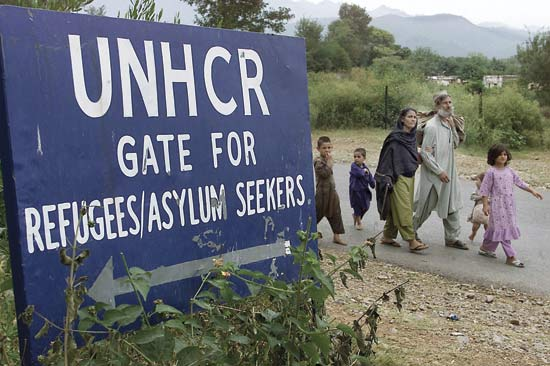 UNHCR
GATE FOR
REFUGEES/ASYLUM SEEKERS